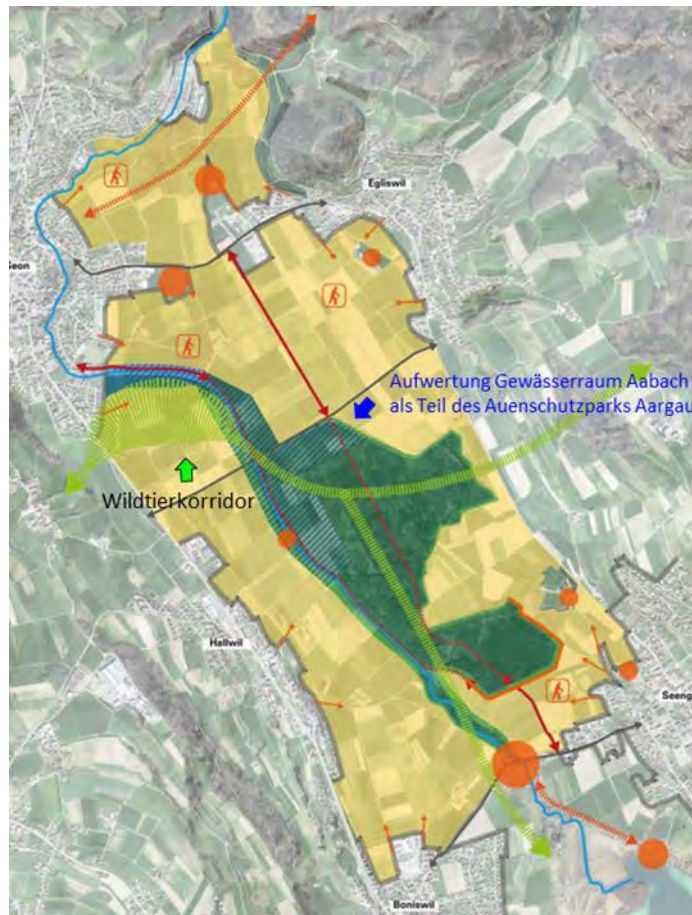 Egliswil
Seon
Aufwertung Gewässerraum Aabach
als Teil des Auenschutzparks Aargau
Wildtierkorridor
Hallwil
Seeng
Boniswil